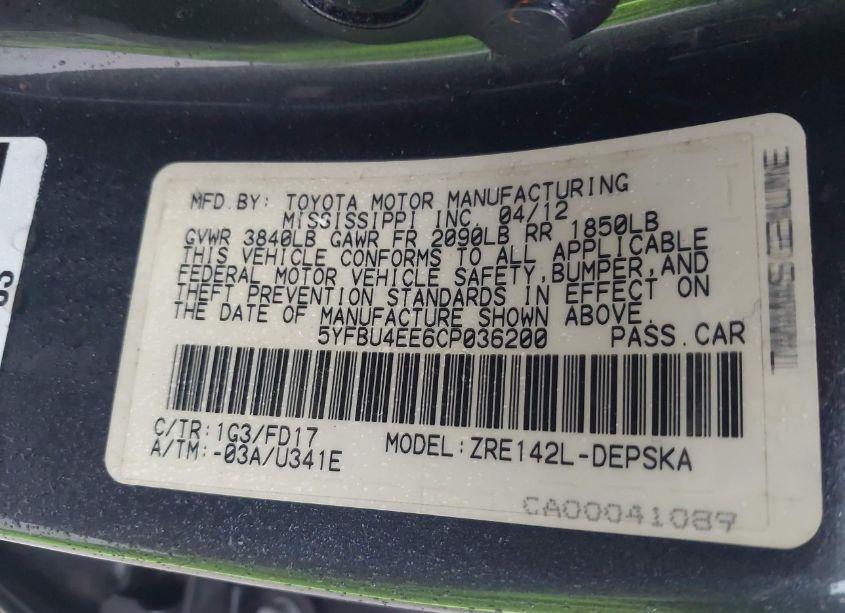 MFD.BY: TOYOTA MOTOR MANUFACTURING
MISSISSIPPI INC. 04/12
GVWR 3840LB GAWR FR 2090LB RR 1850LB
THIS VEHICLE CONFORMS TO ALL APPLICABLE
FEDERAL MOTOR VEHICLE SAFETY,BUMPER,AND
THEFT PREVENTION STANDARDS IN EFFECT ON
THE DATE OF MANUFACTURE SHOWN ABOVE.
5YFBU4EE6CP036200 PASS.CAR
C/TR:1G3/FD17
A/TM:-03A/U341E
MODEL:ZRE142L-DEPSKA
CA00041089